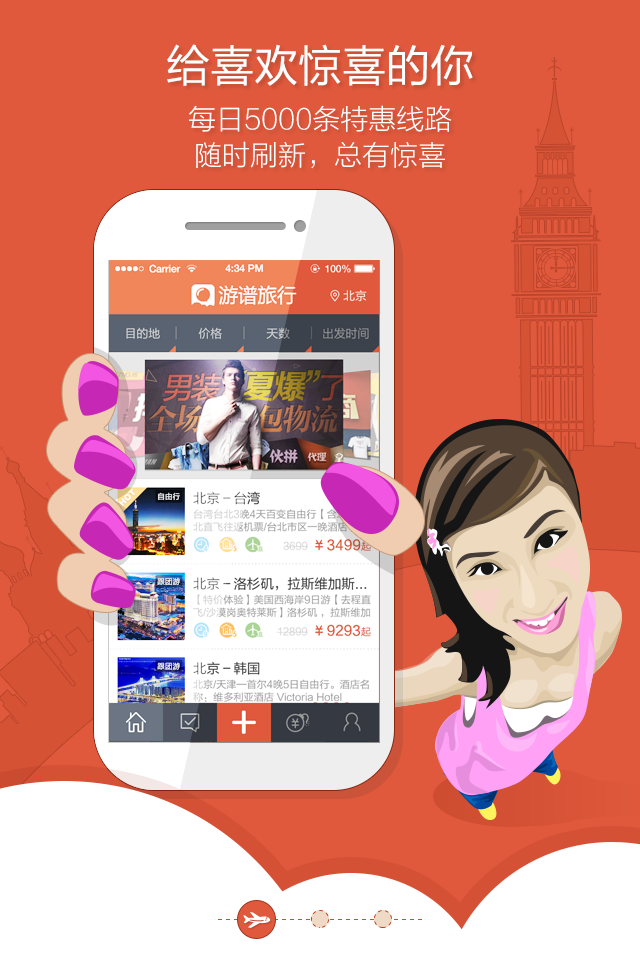 给喜欢惊喜的你
每日5000条特惠线路
随时刷新，总有惊喜
Carrier 4:34 PM 100%
游谱旅行 北京
目的地 价格 天数 出发时间
男装“夏爆”了
全场 包物流
伙拼 代理
HOT 自由行
北京－台湾
台湾台北3晚4天百变自由行【含
北直飞往返机票/台北市区一晚酒店
3699 ¥3499起
跟团游
北京－洛杉矶，拉斯维加斯...
【特价体验】美国西海岸9日游【去程直
飞/沙漠岗奥特莱斯】洛杉矶，拉斯维加
12899 ¥9293起
跟团游
北京－韩国
北京/天津一首尔4晚5日自由行。酒店名
称：维多利亚酒店 Victoria Hotel